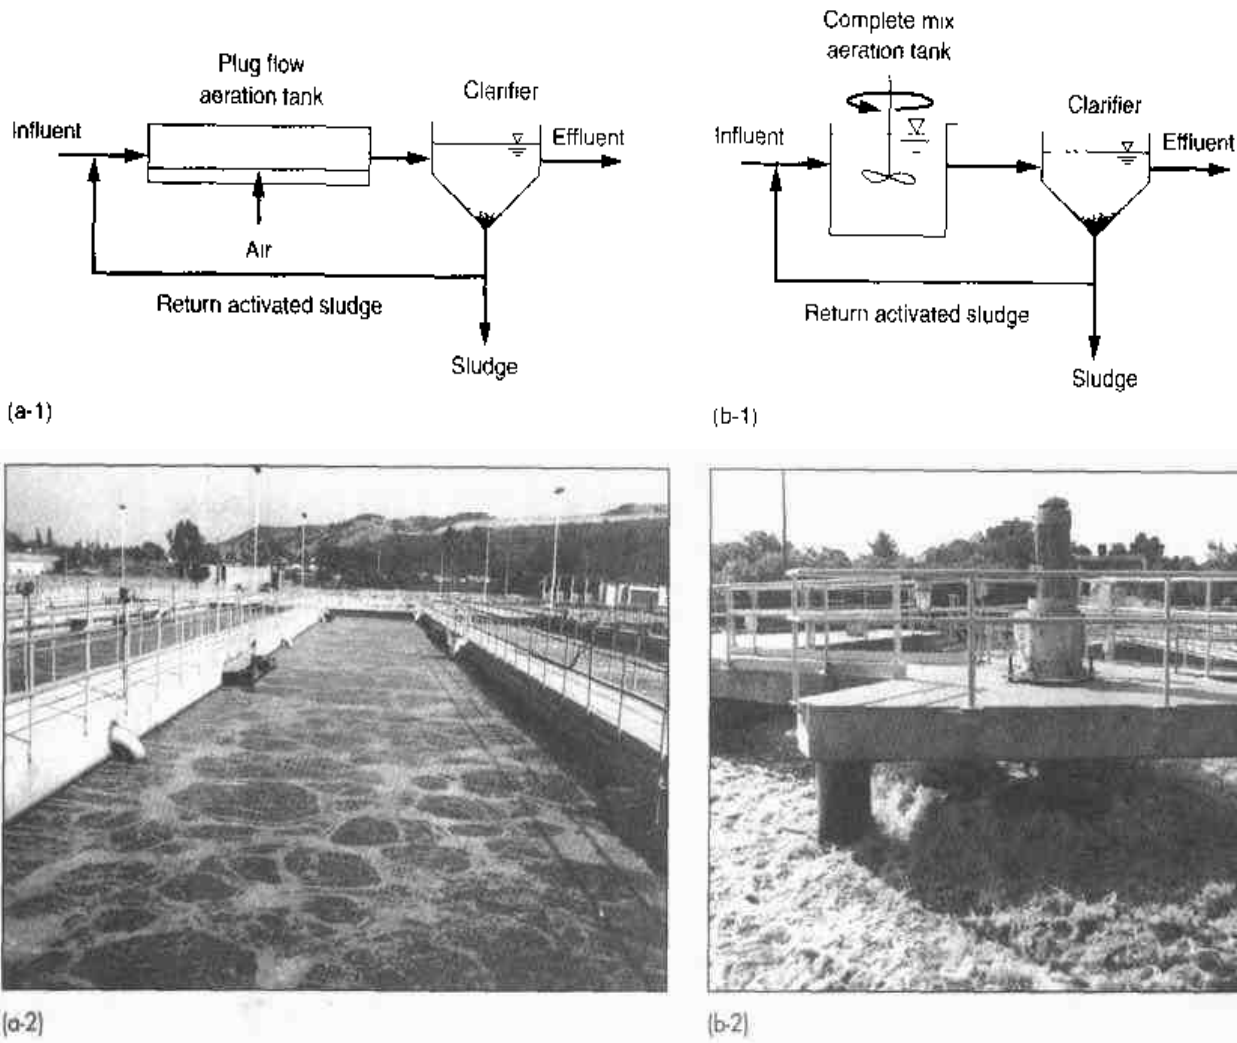 Plug flow
aeration tank
Clarifier
Influent
Effluent
Air
Return activated sludge
Sludge
(a-1)
Complete mix
aeration tank
Clarifier
Influent
Effluent
Return activated sludge
Sludge
(b-1)
(a-2)
(b-2)